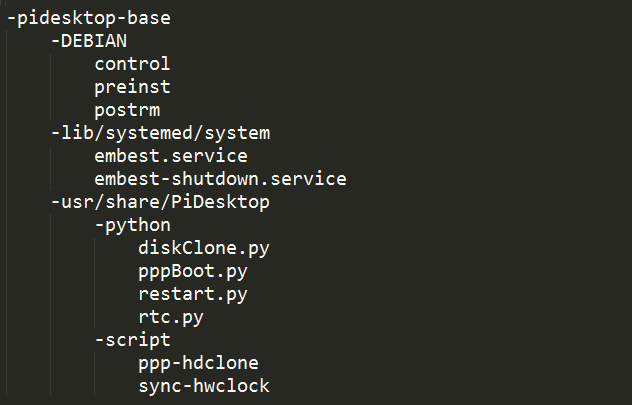 -pidesktop-base
-DEBIAN
control
preinst
postrm
-lib/systemed/system
embest.service
embest-shutdown.service
-usr/share/PiDesktop
-python
diskClone.py
pppBoot.py
restart.py
rtc.py
-script
ppp-hdclone
sync-hwclock